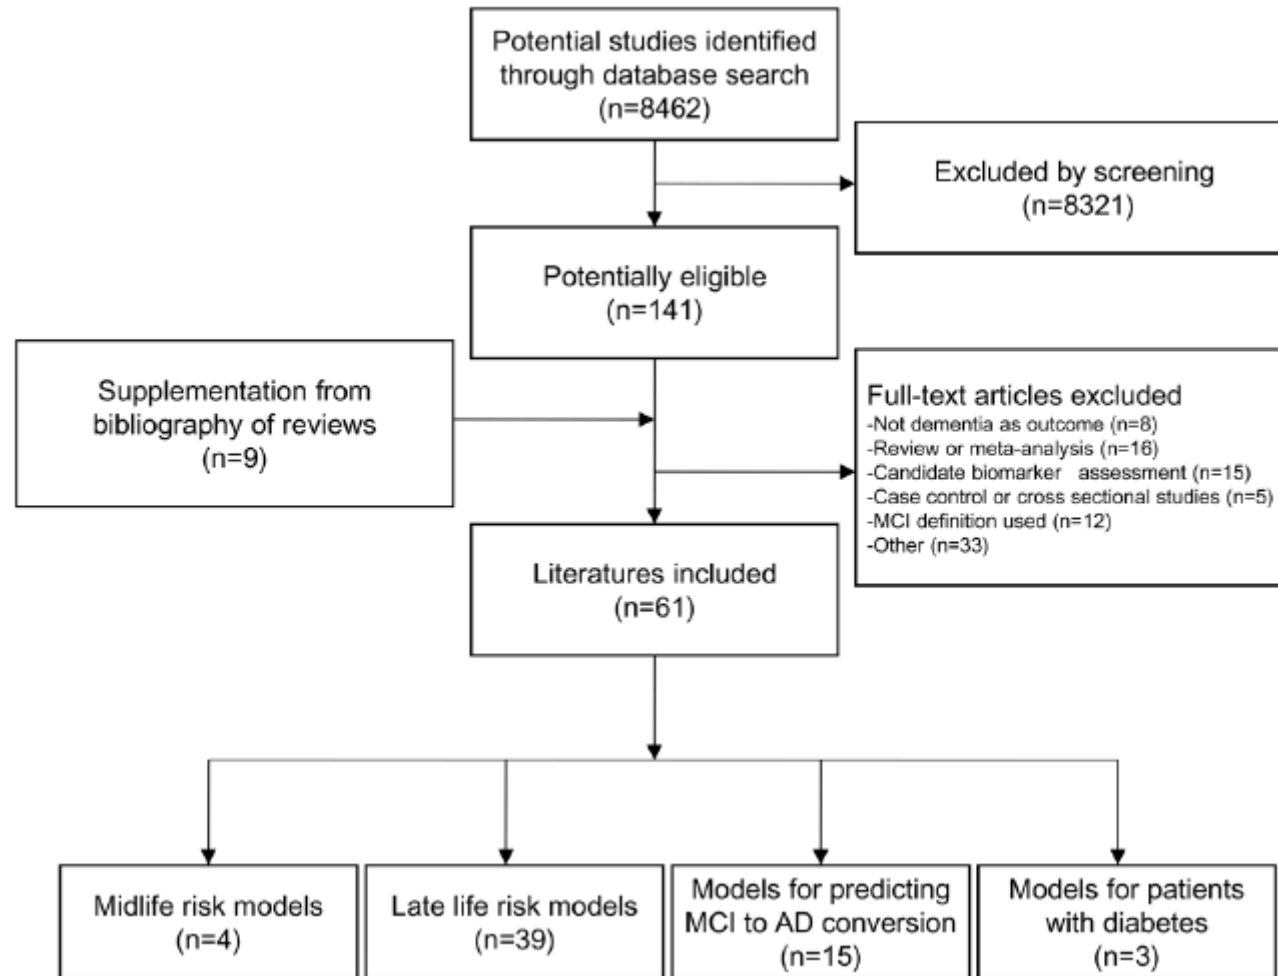 Potential studies identified
through database search
(n=8462)
Excluded by screening
(n=8321)
Potentially eligible
(n=141)
Supplementation from
bibliography of reviews
(n=9)
Full-text articles excluded
-Not dementia as outcome (n=8)
-Review or meta-analysis (n=16)
-Candidate biomarker assessment (n=15)
-Case control or cross sectional studies (n=5)
-MCI definition used (n=12)
-Other (n=33)
Literatures included
(n=61)
Midlife risk models
(n=4)
Late life risk models
(n=39)
Models for predicting
MCI to AD conversion
(n=15)
Models for patients
with diabetes
(n=3)